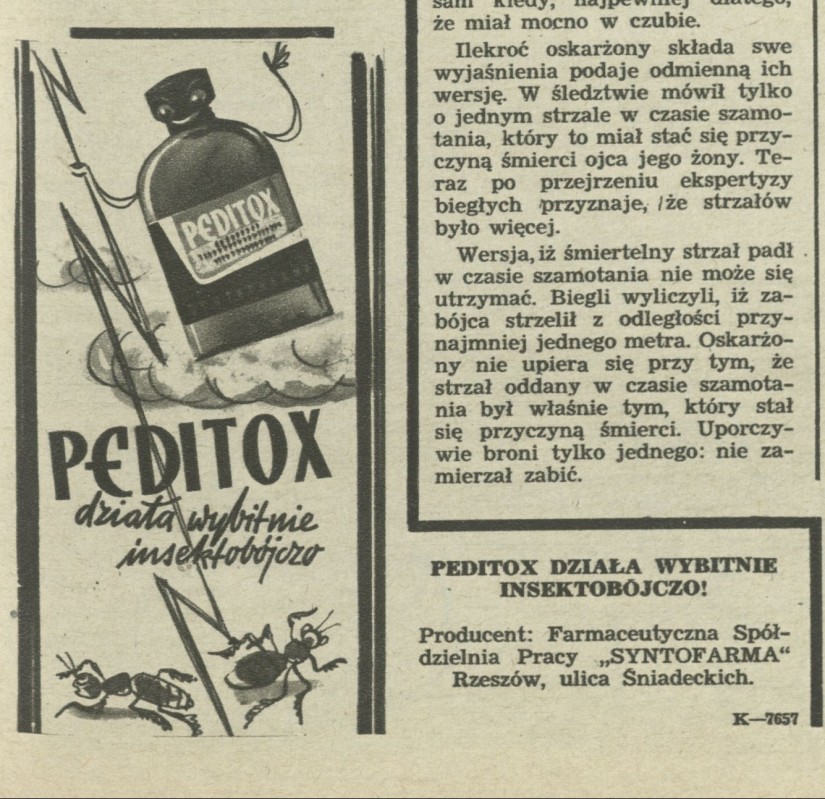 PEDITOX
PEDITOX
działa wybitnie
insektobójczo
że miał mocno w czubie.
Ilekroć oskarżony składa swe
wyjaśnienia podaje odmienną ich
wersję. W śledztwie mówił tylko
o jednym strzale w czasie szamo-
tania, który to miał stać się przy-
czyną śmierci ojca jego żony. Te-
raz po przejrzeniu ekspertyzy
biegłych przyznaje, że strzałów
było więcej.
Wersja, iż śmiertelny strzał padł
w czasie szamotania nie może się
utrzymać. Biegli wyliczyli, iż za-
bójca strzelił z odległości przy-
najmniej jednego metra. Oskarżo-
ny nie upiera się przy tym, że
strzał oddany w czasie szamota-
nia był właśnie tym, który stał
się przyczyną śmierci. Uporczy-
wie broni tylko jednego: nie za-
mierzał zabić.
PEDITOX DZIAŁA WYBITNIE
INSEKTOBÓJCZO!
Producent: Farmaceutyczna Spół-
dzielnia Pracy „SYNTOFARMA“
Rzeszów, ulica Śniadeckich.
K—7657